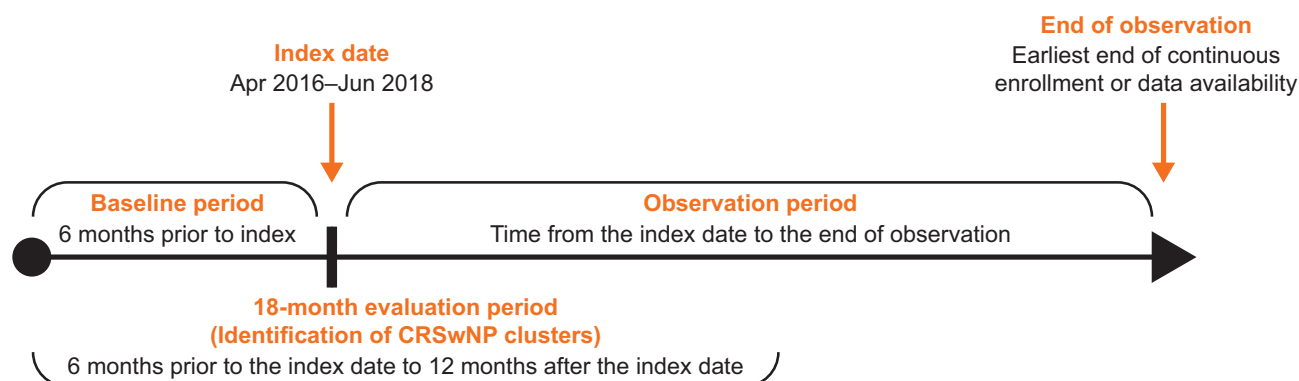 Index date
Apr 2016–Jun 2018
End of observation
Earliest end of continuous
enrollment or data availability
Baseline period
6 months prior to index
Observation period
Time from the index date to the end of observation
18-month evaluation period
(Identification of CRSwNP clusters)
6 months prior to the index date to 12 months after the index date